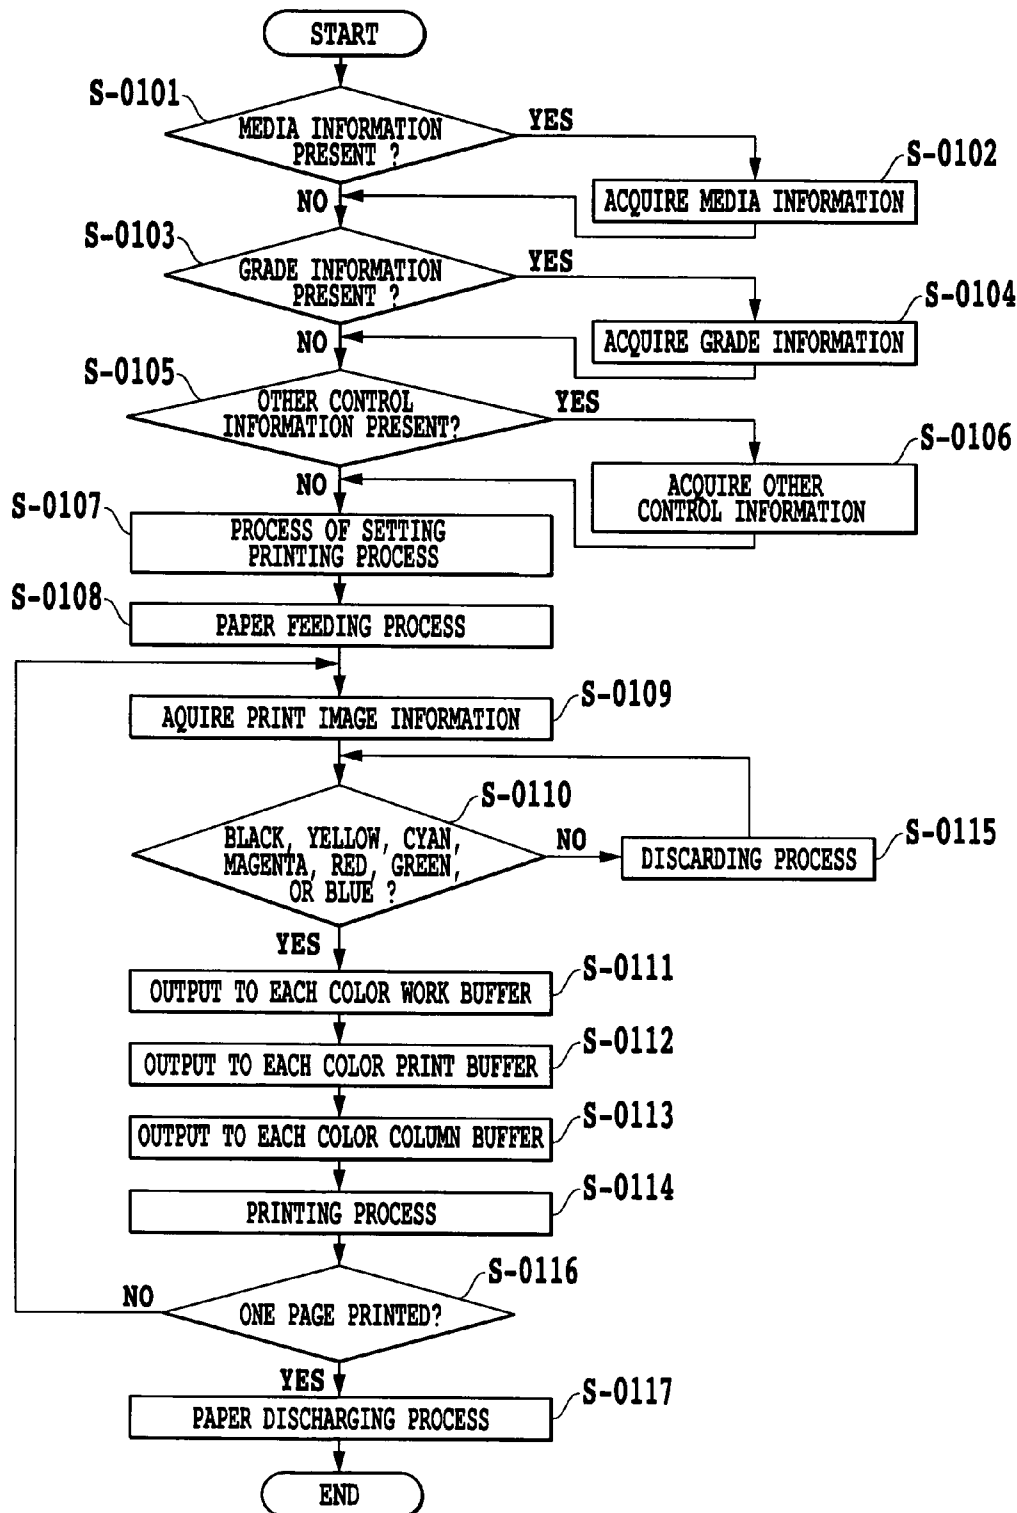 START
S-0101
MEDIA INFORMATION
PRESENT ?
YES
S-0102
ACQUIRE MEDIA INFORMATION
NO
S-0103
GRADE INFORMATION
PRESENT ?
YES
S-0104
ACQUIRE GRADE INFORMATION
NO
S-0105
OTHER CONTROL
INFORMATION PRESENT?
YES
S-0106
ACQUIRE OTHER
CONTROL INFORMATION
NO
S-0107
PROCESS OF SETTING
PRINTING PROCESS
S-0108
PAPER FEEDING PROCESS
S-0109
AQUIRE PRINT IMAGE INFORMATION
S-0110
BLACK, YELLOW, CYAN,
MAGENTA, RED, GREEN,
OR BLUE ?
NO
S-0115
DISCARDING PROCESS
YES
S-0111
OUTPUT TO EACH COLOR WORK BUFFER
S-0112
OUTPUT TO EACH COLOR PRINT BUFFER
S-0113
OUTPUT TO EACH COLOR COLUMN BUFFER
S-0114
PRINTING PROCESS
S-0116
NO
ONE PAGE PRINTED?
YES
S-0117
PAPER DISCHARGING PROCESS
END